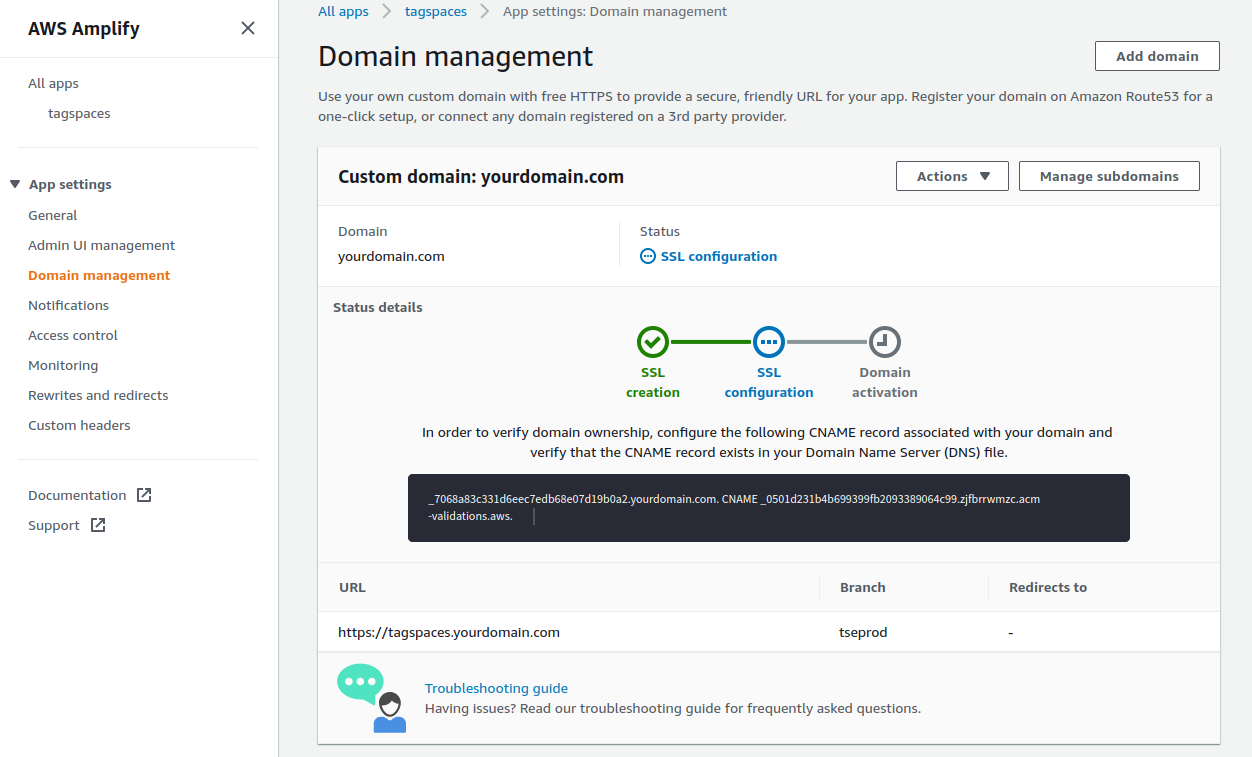 AWS Amplify
All apps
tagspaces
App settings
General
Admin UI management
Domain management
Notifications
Access control
Monitoring
Rewrites and redirects
Custom headers
Documentation
Support
All apps
tagspaces
App settings: Domain management
Domain management
Add domain
Use your own custom domain with free HTTPS to provide a secure, friendly URL for your app. Register your domain on Amazon Route53 for a
one-click setup, or connect any domain registered on a 3rd party provider.
Custom domain: yourdomain.com
Actions
Manage subdomains
Domain
yourdomain.com
Status
SSL configuration
Status details
SSL
creation
SSL
configuration
Domain
activation
In order to verify domain ownership, configure the following CNAME record associated with your domain and
verify that the CNAME record exists in your Domain Name Server (DNS) file.
_7068a83c331d6eec7edb68e07d19b0a2.yourdomain.com. CNAME _0501d231b4b699399fb2093389064c99.zjfbrrwmzc.acm
-validations.aws.
URL
Branch
Redirects to
https://tagspaces.yourdomain.com
tseprod
-
Troubleshooting guide
Having issues? Read our troubleshooting guide for frequently asked questions.